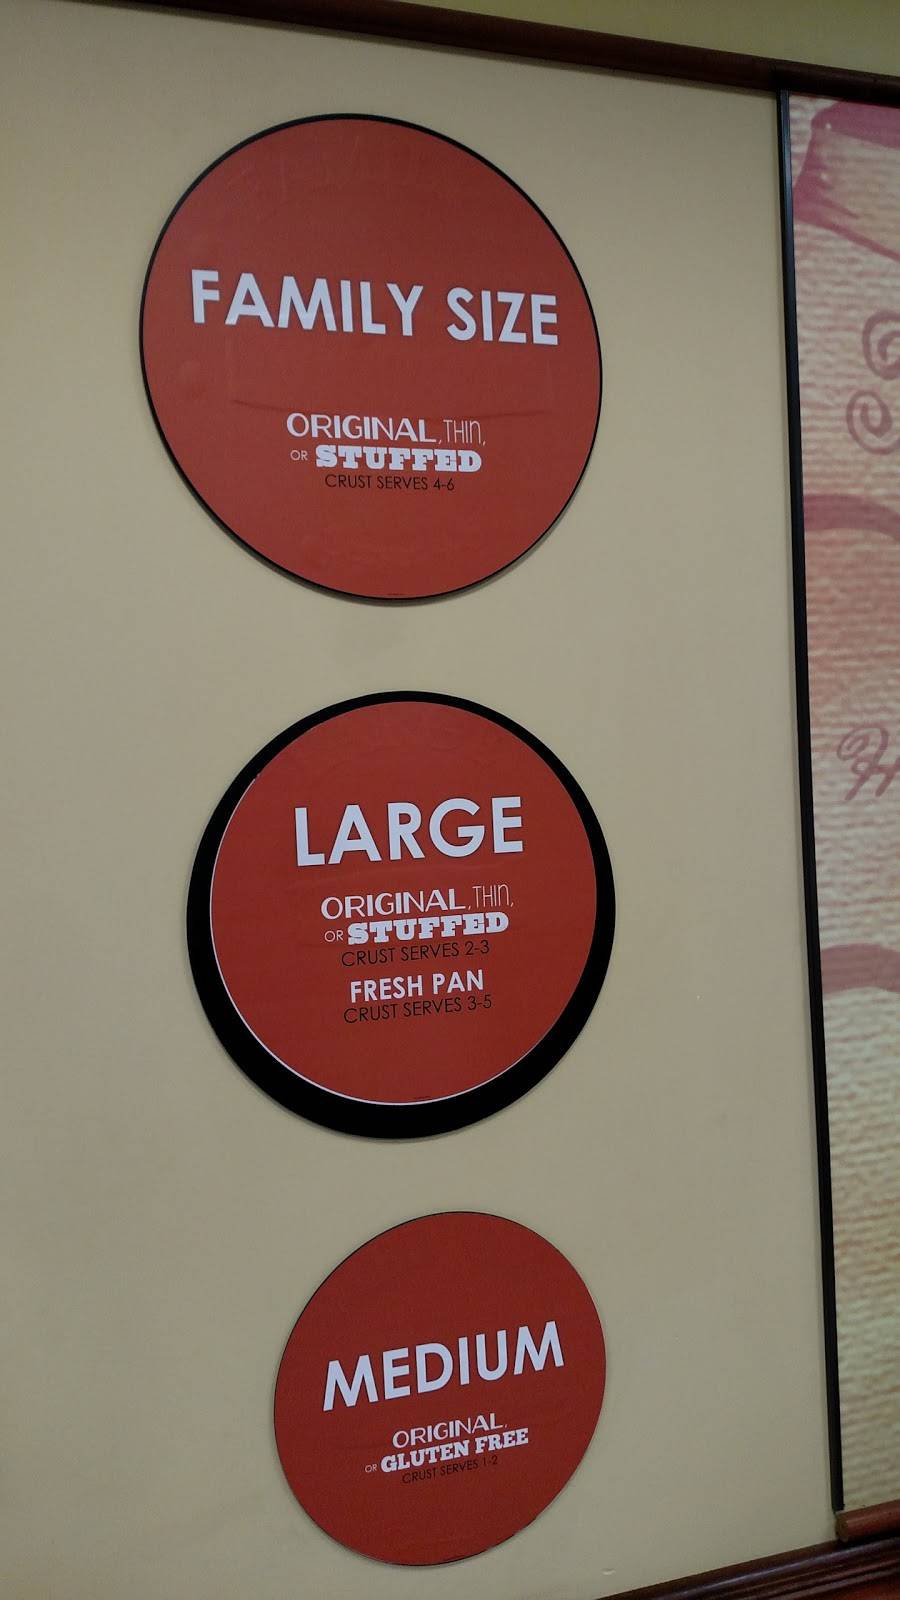 FAMILY SIZE
ORIGINAL, THIN,
OR STUFFED
CRUST SERVES 4-6
LARGE
ORIGINAL, THIN,
OR STUFFED
CRUST SERVES 2-3
FRESH PAN
CRUST SERVES 3-5
MEDIUM
ORIGINAL,
OR GLUTEN FREE
CRUST SERVES 1-2